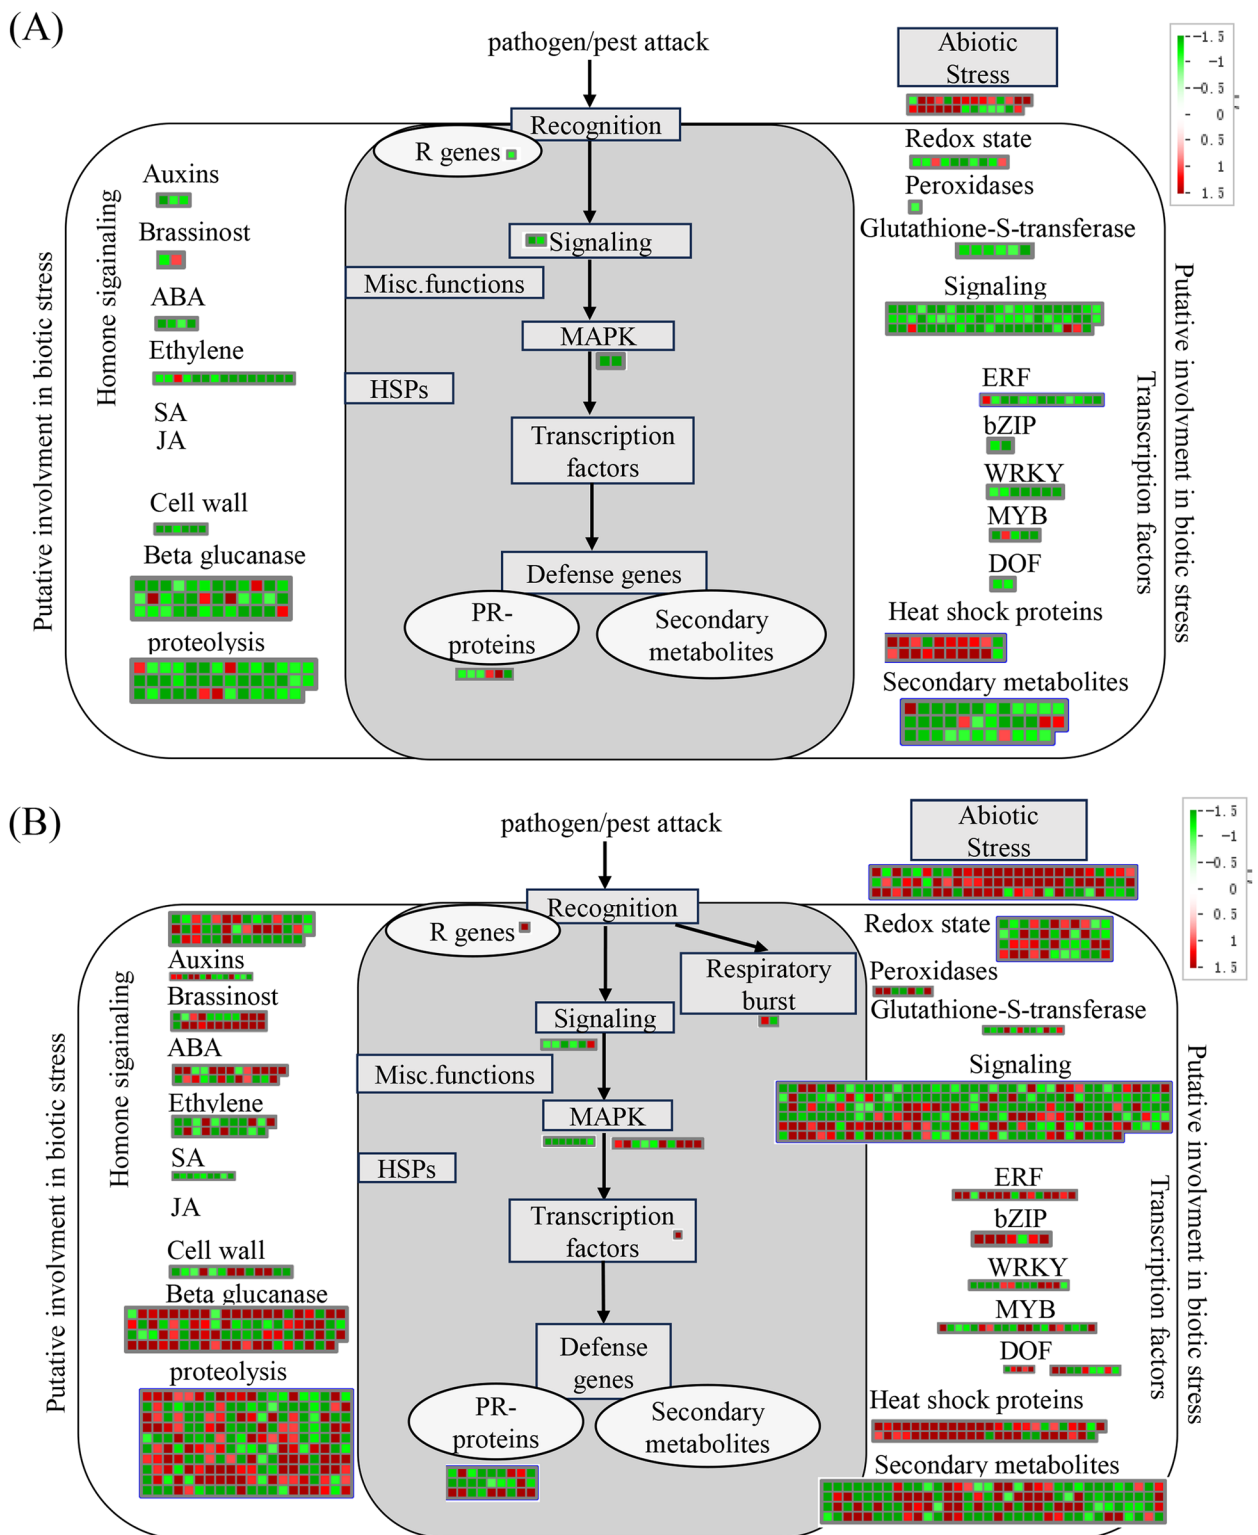 (A)
pathogen/pest attack
Abiotic
Stress
-1.5
-1
-0.5
0
0.5
1
1.5
Recognition
R genes
Redox state
Peroxidases
Glutathione-S-transferase
Auxins
Brassinost
ABA
Ethylene
SA
JA
Homone sigainaling
Putative involvment in biotic stress
Signaling
Misc.functions
MAPK
HSPs
Transcription
factors
Signaling
ERF
bZIP
WRKY
MYB
DOF
Transcription factors
Putative involvment in biotic stress
Cell wall
Beta glucanase
proteolysis
Defense genes
PR-
proteins
Secondary
metabolites
Heat shock proteins
Secondary metabolites
(B)
pathogen/pest attack
Abiotic
Stress
-1.5
-1
-0.5
0
0.5
1
1.5
Recognition
R genes
Respiratory
burst
Redox state
Peroxidases
Glutathione-S-transferase
Auxins
Brassinost
ABA
Ethylene
SA
JA
Homone sigainaling
Putative involvment in biotic stress
Signaling
Misc.functions
MAPK
HSPs
Transcription
factors
Signaling
ERF
bZIP
WRKY
MYB
DOF
Transcription factors
Putative involvment in biotic stress
Cell wall
Beta glucanase
proteolysis
Defense
genes
PR-
proteins
Secondary
metabolites
Heat shock proteins
Secondary metabolites